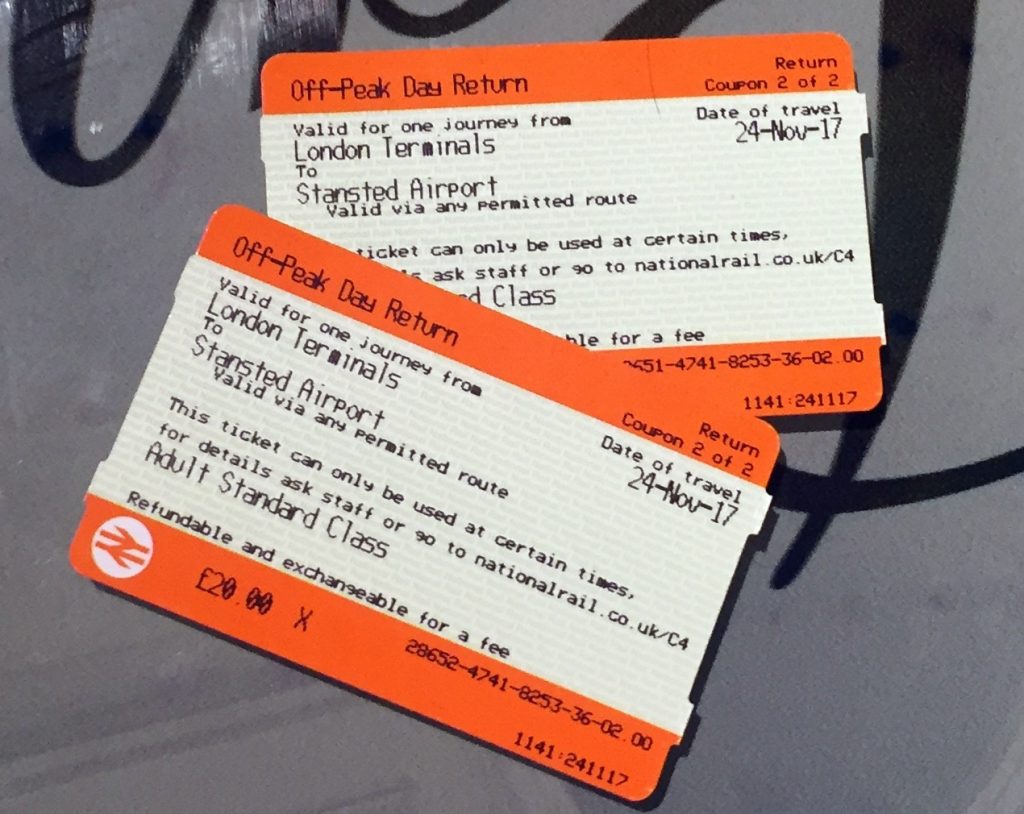 Off-Peak Day Return
Return
Coupon 2 of 2
Valid for one journey from
Date of travel
London Terminals
24-Nov-17
To
Stansted Airport
Valid via any permitted route
ticket can only be used at certain times,
ask staff or go to nationalrail.co.uk/C4
Class
for a fee
651-4741-8253-36-02.00
1141:241117
Off-Peak Day Return
Return
Coupon 2 of 2
Valid for one journey from
Date of travel
London Terminals
24-Nov-17
To
Stansted Airport
Valid via any permitted route
This ticket can only be used at certain times,
for details ask staff or go to nationalrail.co.uk/C4
Adult Standard Class
Refundable and exchangeable for a fee
£20.00 X
28652-4741-8253-36-02.00
1141:241117